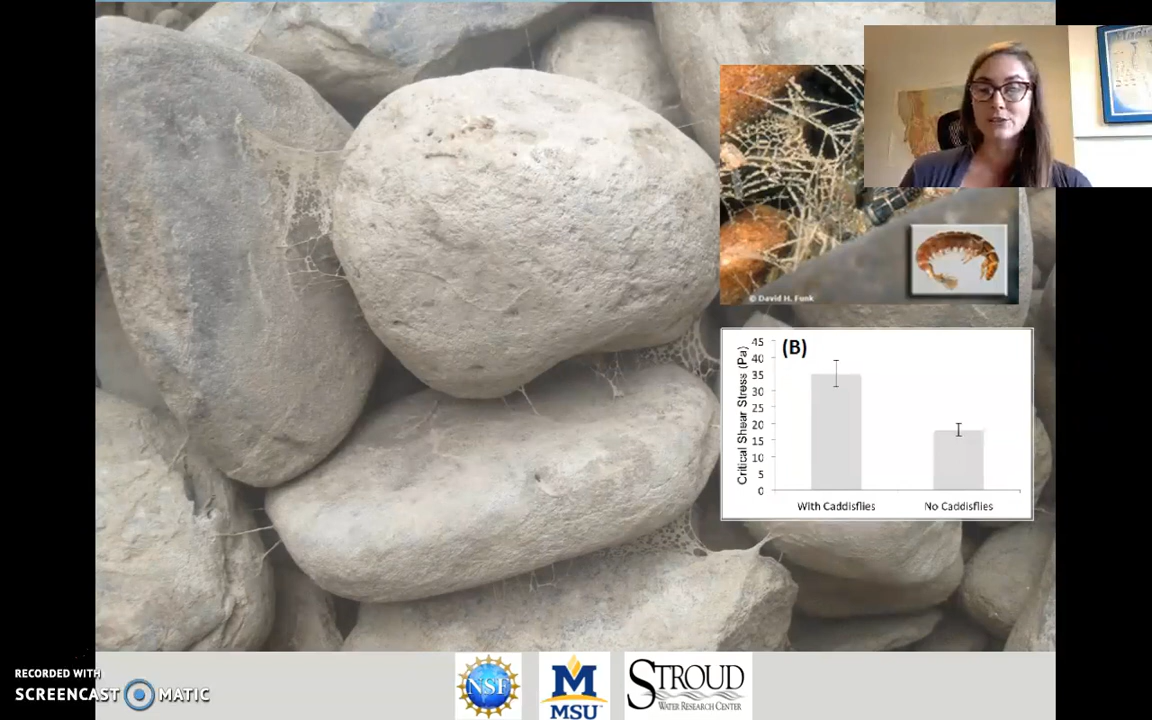 © David H. Funk
(B)
Critical Shear Stress (Pa)
45
40
35
30
25
20
15
10
5
0
With Caddisflies
No Caddisflies
RECORDED WITH
SCREENCAST MATIC
NSF
MSU
STROUD
WATER RESEARCH CENTER